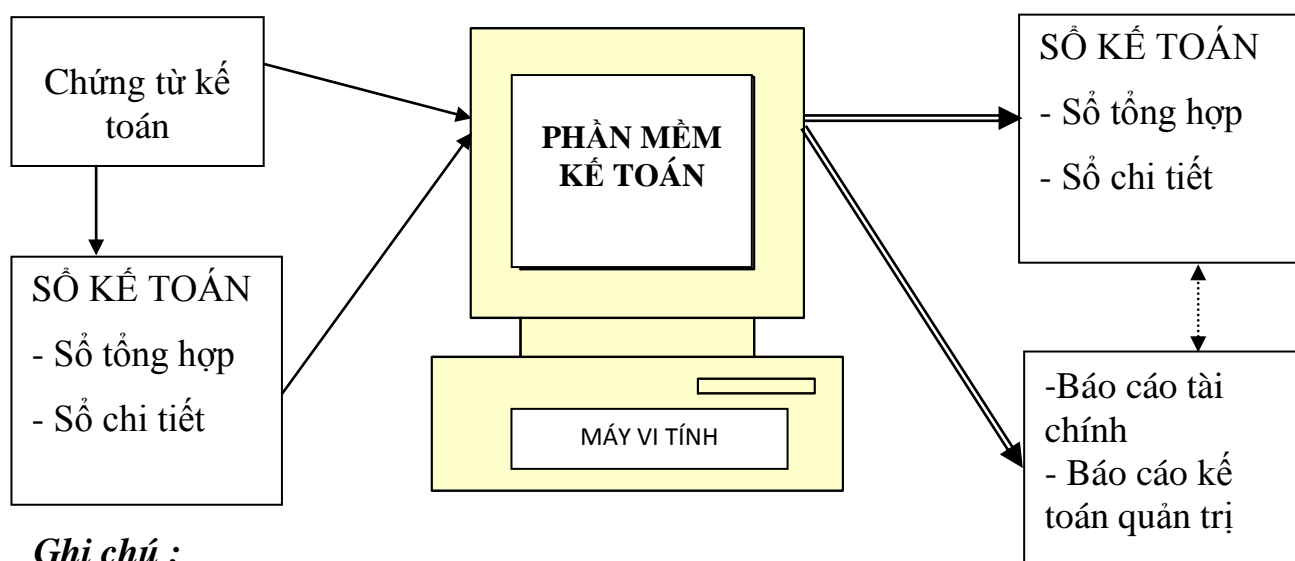 Chứng từ kế
toán
SỔ KẾ TOÁN
- Sổ tổng hợp
- Sổ chi tiết
PHẦN MỀM
KẾ TOÁN
MÁY VI TÍNH
SỔ KẾ TOÁN
- Sổ tổng hợp
- Sổ chi tiết
-Báo cáo tài
chính
- Báo cáo kế
toán quản trị
Ghi chú :